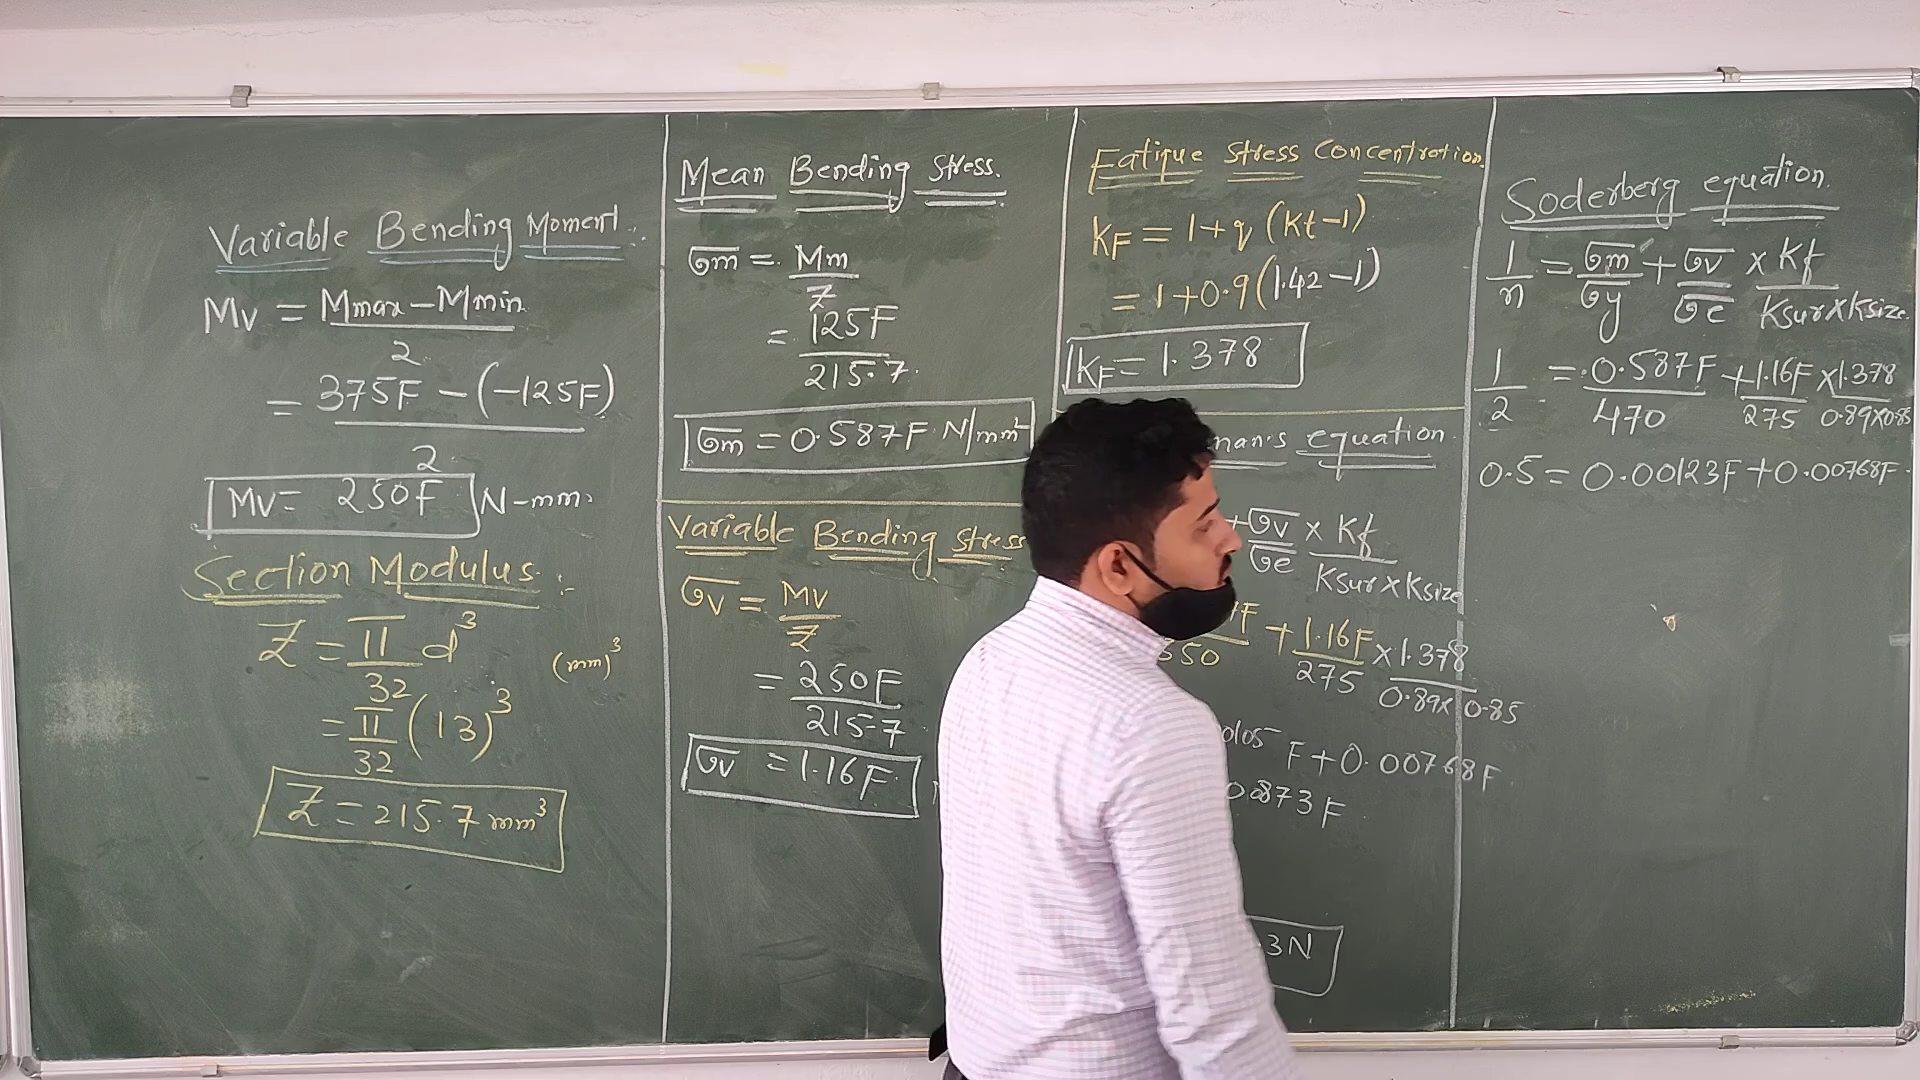 Variable Bending Moment :
Mv = Mmax - Mmin
2
= 375F - (-125F)
2
Mv = 250F N-mm.
Section Modulus :
Z = π d³ (mm)³
32
= π (13)³
32
Z = 215.7 mm³
Mean Bending Stress.
σm = Mm
Z
= 125F
215.7
σm = 0.587F N/mm²
Variable Bending Stress
σv = Mv
Z
= 250F
215.7
σv = 1.16F
Fatique Stress Concentration
KF = 1+q (Kt-1)
= 1+0.9(1.42-1)
KF = 1.378
equation
+ σv × Kf
σe Ksur×Ksize
+ 1.16F × 1.378
275 0.89×0.85
F + 0.00768F
0873F
3N
Soderberg equation.
1 = σm + σv × Kf
n σy σe Ksur×Ksize.
1 = 0.587F + 1.16F × 1.378
2 470 275 0.89×0.85
0.5 = 0.00123F + 0.00768F